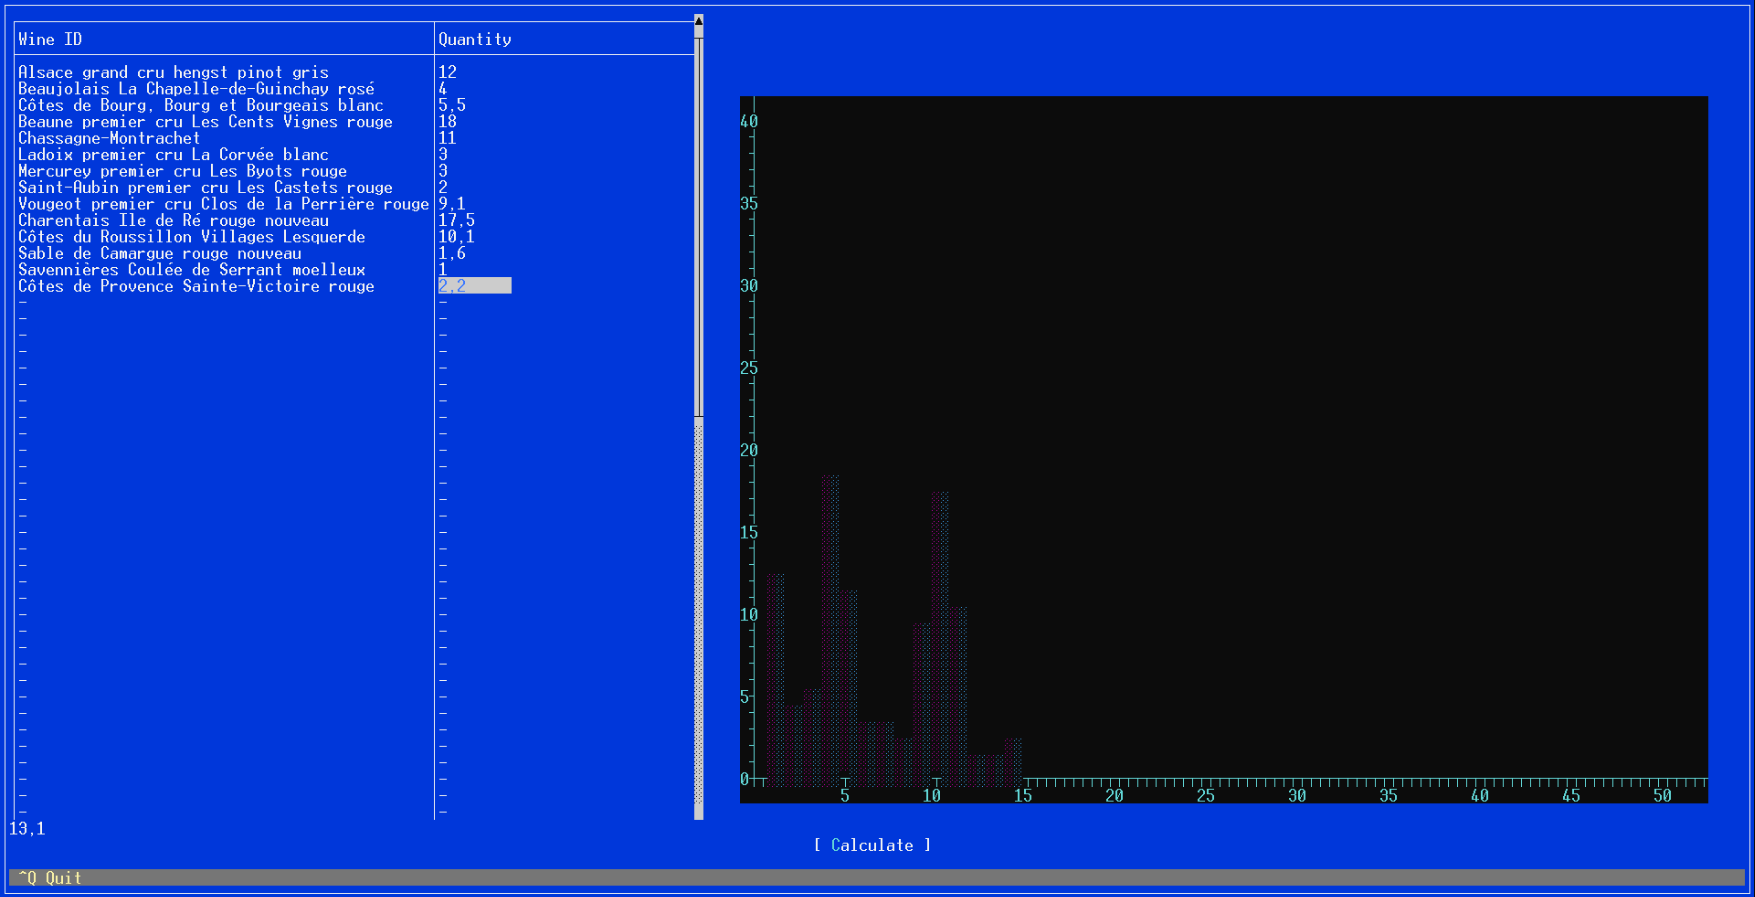 Wine ID Quantity
Alsace grand cru hengst pinot gris 12
Beaujolais La Chapelle-de-Guinchay rosé 4
Côtes de Bourg, Bourg et Bourgeais blanc 5,5
Beaune premier cru Les Cents Vignes rouge 18
Chassagne-Montrachet 11
Ladoix premier cru La Corvée blanc 3
Mercurey premier cru Les Byots rouge 3
Saint-Aubin premier cru Les Castets rouge 2
Vougeot premier cru Clos de la Perrière rouge 9,1
Charentais Ile de Ré rouge nouveau 17,5
Côtes du Roussillon Villages Lesquerde 10,1
Sable de Camargue rouge nouveau 1,6
Savennières Coulée de Serrant moelleux 1
Côtes de Provence Sainte-Victoire rouge 2,2
40
35
30
25
20
15
10
5
0
5 10 15 20 25 30 35 40 45 50
13,1
[ Calculate ]
^Q Quit